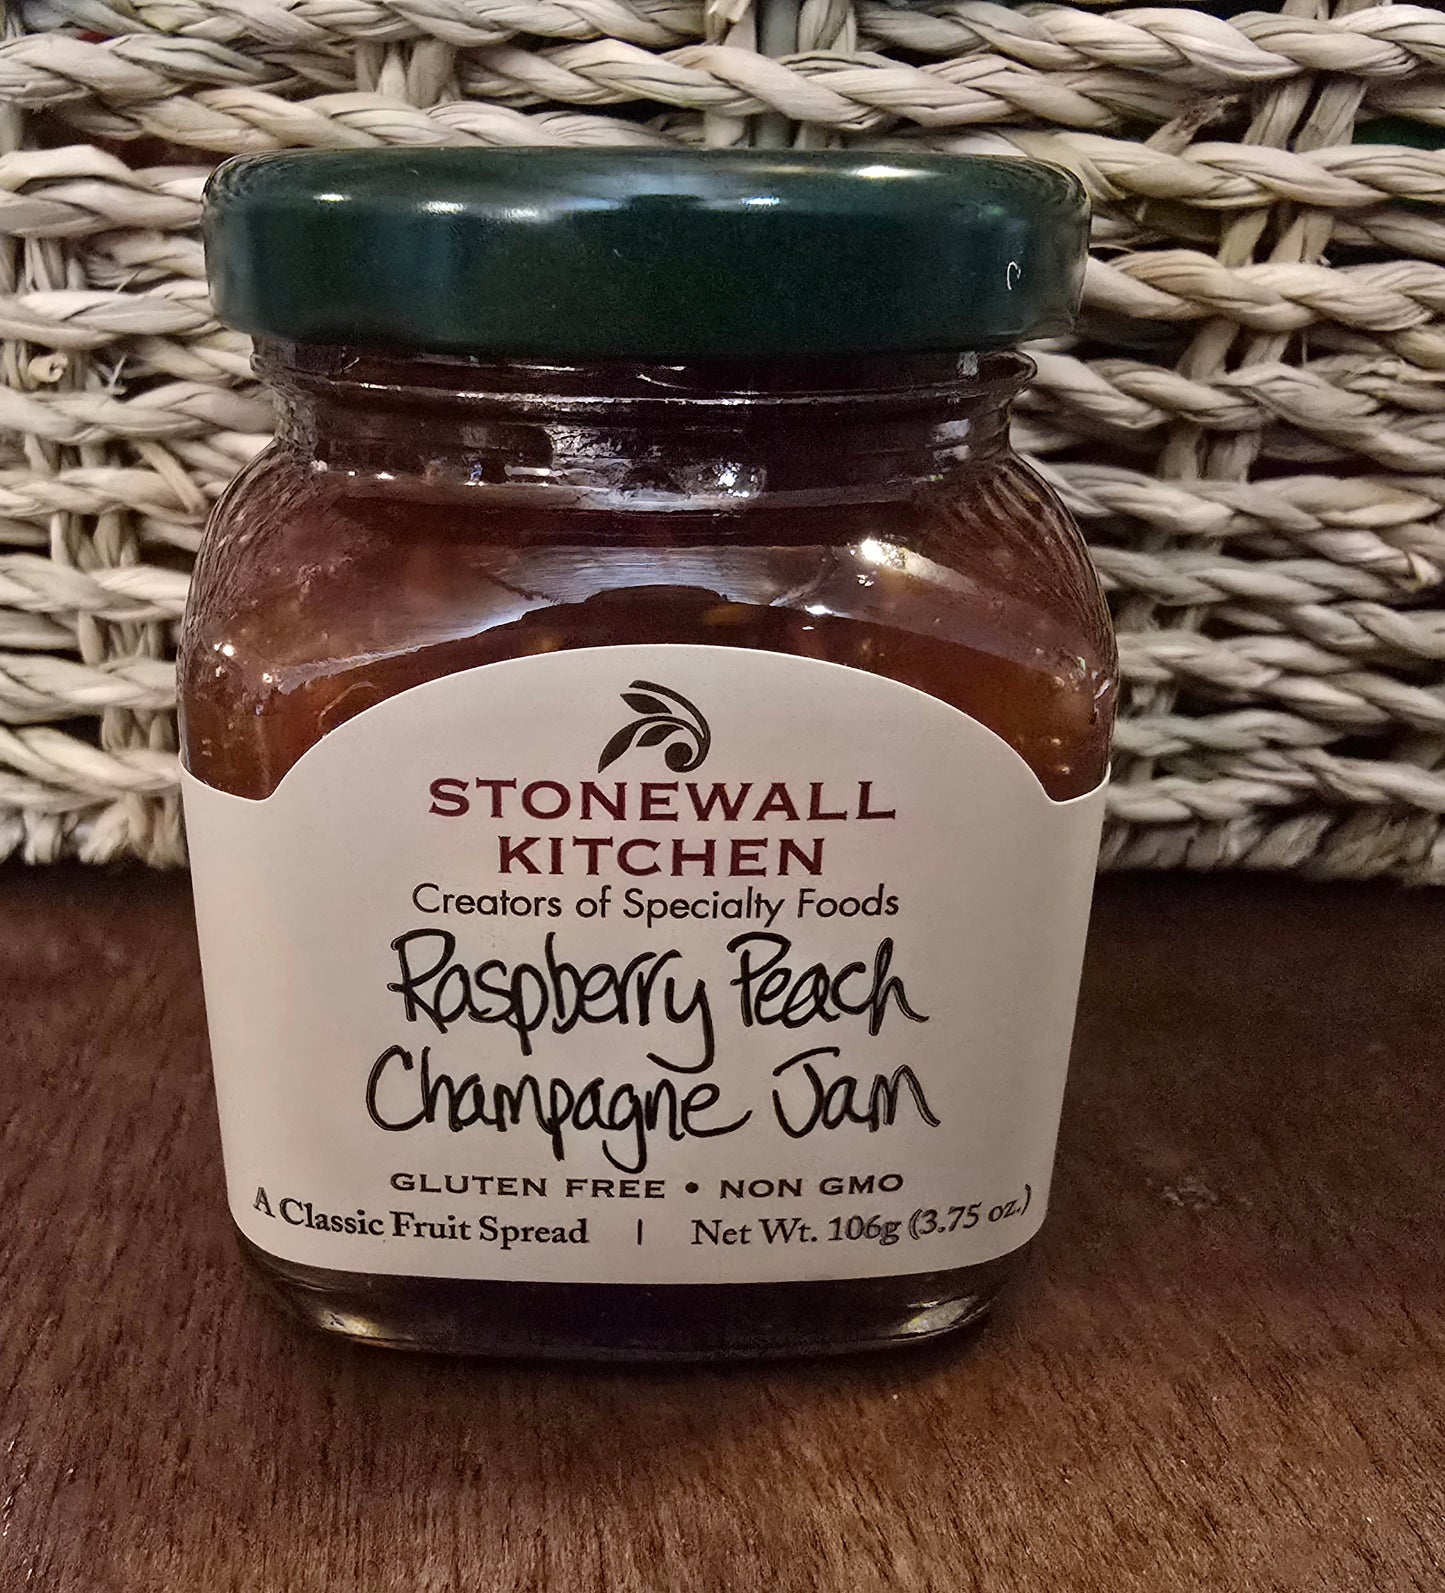 STONEWALL
KITCHEN
Creators of Specialty Foods
Raspberry Peach
Champagne Jam
GLUTEN FREE • NON GMO
A Classic Fruit Spread | Net Wt. 106g (3.75 oz.)